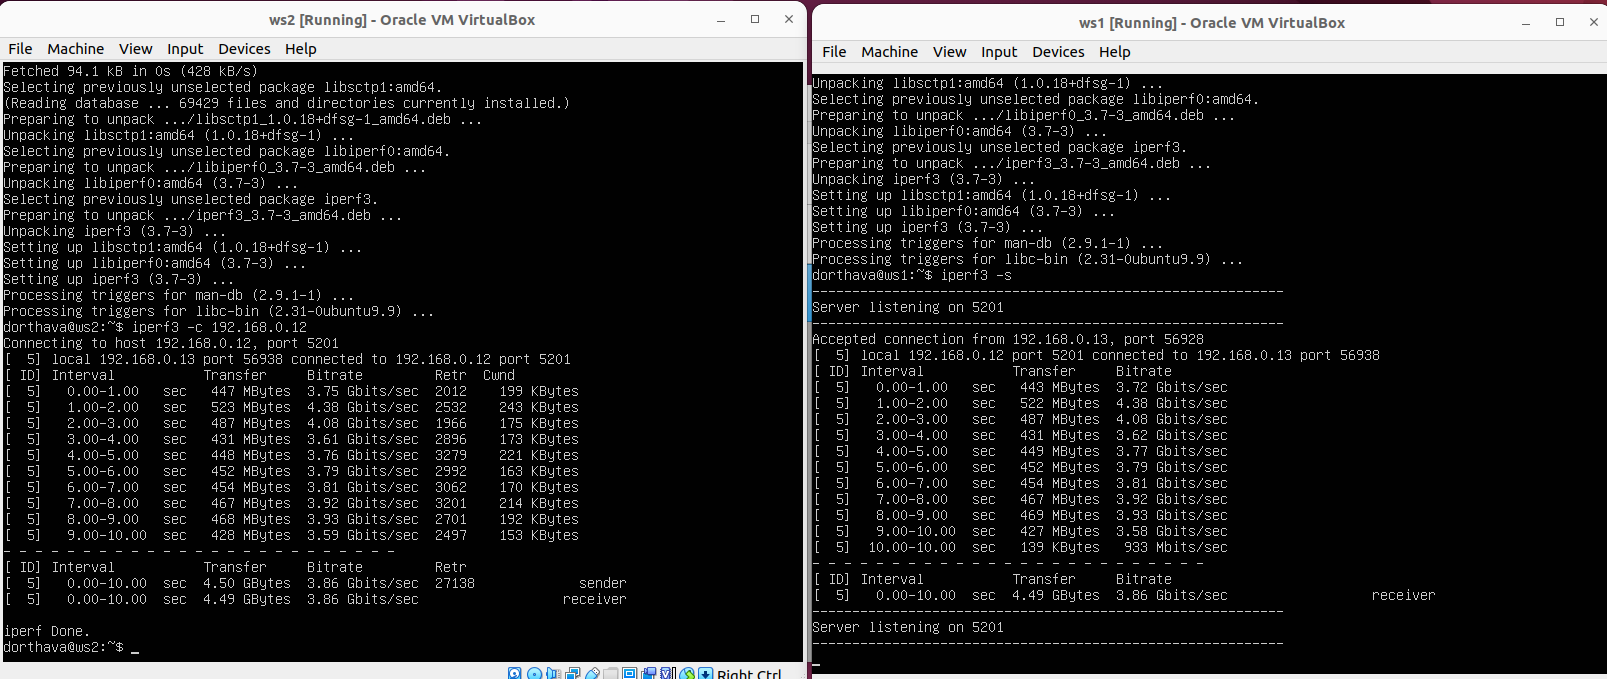 ws2 [Running] - Oracle VM VirtualBox
File Machine View Input Devices Help
Fetched 94.1 kB in 0s (428 kB/s)
Selecting previously unselected package libsctp1:amd64.
(Reading database ... 69429 files and directories currently installed.)
Preparing to unpack .../libsctp1_1.0.18+dfsg-1_amd64.deb ...
Unpacking libsctp1:amd64 (1.0.18+dfsg-1) ...
Selecting previously unselected package libiperf0:amd64.
Preparing to unpack .../libiperf0_3.7-3_amd64.deb ...
Unpacking libiperf0:amd64 (3.7-3) ...
Selecting previously unselected package iperf3.
Preparing to unpack .../iperf3_3.7-3_amd64.deb ...
Unpacking iperf3 (3.7-3) ...
Setting up libsctp1:amd64 (1.0.18+dfsg-1) ...
Setting up libiperf0:amd64 (3.7-3) ...
Setting up iperf3 (3.7-3) ...
Processing triggers for man-db (2.9.1-1) ...
Processing triggers for libc-bin (2.31-0ubuntu9.9) ...
dorthava@ws2:~$ iperf3 -c 192.168.0.12
Connecting to host 192.168.0.12, port 5201
[  5] local 192.168.0.13 port 56938 connected to 192.168.0.12 port 5201
[ ID] Interval           Transfer     Bitrate         Retr  Cwnd
[  5]   0.00-1.00   sec   447 MBytes  3.75 Gbits/sec  2012    199 KBytes
[  5]   1.00-2.00   sec   523 MBytes  4.38 Gbits/sec  2532    243 KBytes
[  5]   2.00-3.00   sec   487 MBytes  4.08 Gbits/sec  1966    175 KBytes
[  5]   3.00-4.00   sec   431 MBytes  3.61 Gbits/sec  2896    173 KBytes
[  5]   4.00-5.00   sec   448 MBytes  3.76 Gbits/sec  3279    221 KBytes
[  5]   5.00-6.00   sec   452 MBytes  3.79 Gbits/sec  2992    163 KBytes
[  5]   6.00-7.00   sec   454 MBytes  3.81 Gbits/sec  3062    170 KBytes
[  5]   7.00-8.00   sec   467 MBytes  3.92 Gbits/sec  3201    214 KBytes
[  5]   8.00-9.00   sec   468 MBytes  3.93 Gbits/sec  2701    192 KBytes
[  5]   9.00-10.00  sec   428 MBytes  3.59 Gbits/sec  2497    153 KBytes
- - - - - - - - - - - - - - - - - - - - - - - - -
[ ID] Interval           Transfer     Bitrate         Retr
[  5]   0.00-10.00  sec  4.50 GBytes  3.86 Gbits/sec  27138             sender
[  5]   0.00-10.00  sec  4.49 GBytes  3.86 Gbits/sec                  receiver
iperf Done.
dorthava@ws2:~$ _
Right Ctrl
ws1 [Running] - Oracle VM VirtualBox
File Machine View Input Devices Help
Unpacking libsctp1:amd64 (1.0.18+dfsg-1) ...
Selecting previously unselected package libiperf0:amd64.
Preparing to unpack .../libiperf0_3.7-3_amd64.deb ...
Unpacking libiperf0:amd64 (3.7-3) ...
Selecting previously unselected package iperf3.
Preparing to unpack .../iperf3_3.7-3_amd64.deb ...
Unpacking iperf3 (3.7-3) ...
Setting up libsctp1:amd64 (1.0.18+dfsg-1) ...
Setting up libiperf0:amd64 (3.7-3) ...
Setting up iperf3 (3.7-3) ...
Processing triggers for man-db (2.9.1-1) ...
Processing triggers for libc-bin (2.31-0ubuntu9.9) ...
dorthava@ws1:~$ iperf3 -s
-----------------------------------------------------------
Server listening on 5201
-----------------------------------------------------------
Accepted connection from 192.168.0.13, port 56928
[  5] local 192.168.0.12 port 5201 connected to 192.168.0.13 port 56938
[ ID] Interval           Transfer     Bitrate
[  5]   0.00-1.00   sec   443 MBytes  3.72 Gbits/sec
[  5]   1.00-2.00   sec   522 MBytes  4.38 Gbits/sec
[  5]   2.00-3.00   sec   487 MBytes  4.08 Gbits/sec
[  5]   3.00-4.00   sec   431 MBytes  3.62 Gbits/sec
[  5]   4.00-5.00   sec   449 MBytes  3.77 Gbits/sec
[  5]   5.00-6.00   sec   452 MBytes  3.79 Gbits/sec
[  5]   6.00-7.00   sec   454 MBytes  3.81 Gbits/sec
[  5]   7.00-8.00   sec   467 MBytes  3.92 Gbits/sec
[  5]   8.00-9.00   sec   469 MBytes  3.93 Gbits/sec
[  5]   9.00-10.00  sec   427 MBytes  3.58 Gbits/sec
[  5]  10.00-10.00  sec   139 KBytes   933 Mbits/sec
- - - - - - - - - - - - - - - - - - - - - - - - -
[ ID] Interval           Transfer     Bitrate
[  5]   0.00-10.00  sec  4.49 GBytes  3.86 Gbits/sec                  receiver
-----------------------------------------------------------
Server listening on 5201
-----------------------------------------------------------
_